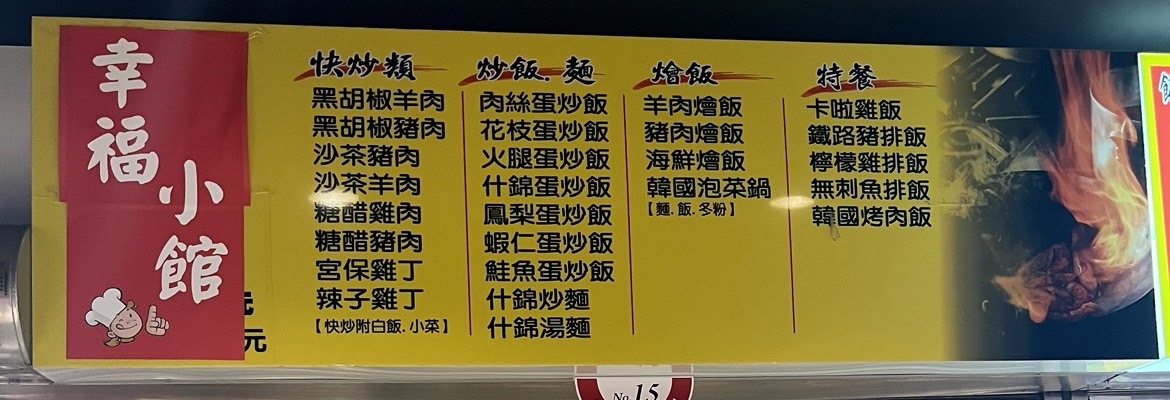 幸福
小館
元
快炒類
黑胡椒羊肉
黑胡椒豬肉
沙茶豬肉
沙茶羊肉
糖醋雞肉
糖醋豬肉
宮保雞丁
辣子雞丁
【快炒附白飯.小菜】
炒飯.麵
肉絲蛋炒飯
花枝蛋炒飯
火腿蛋炒飯
什錦蛋炒飯
鳳梨蛋炒飯
蝦仁蛋炒飯
鮭魚蛋炒飯
什錦炒麵
什錦湯麵
燴飯
羊肉燴飯
豬肉燴飯
海鮮燴飯
韓國泡菜鍋
【麵.飯.冬粉】
特餐
卡啦雞飯
鐵路豬排飯
檸檬雞排飯
無刺魚排飯
韓國烤肉飯
No.15